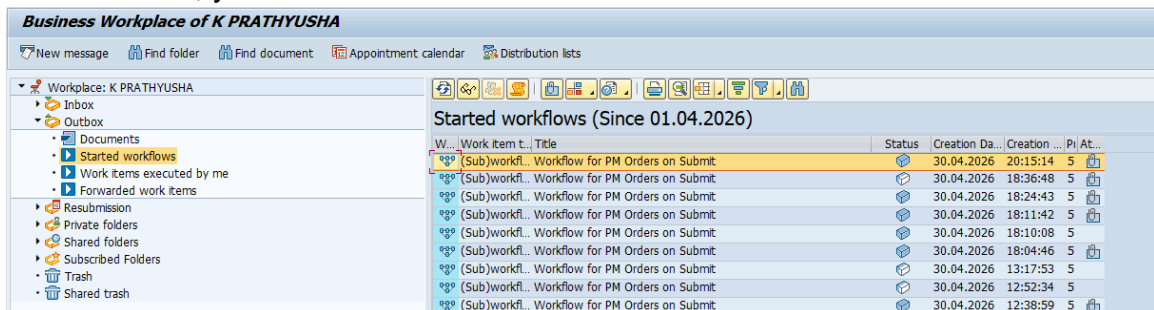 Business Workplace of K PRATHYUSHA
New message Find folder Find document Appointment calendar Distribution lists
Workplace: K PRATHYUSHA
Inbox
Outbox
Documents
Started workflows
Work items executed by me
Forwarded work items
Resubmission
Private folders
Shared folders
Subscribed Folders
Trash
Shared trash
Started workflows (Since 01.04.2026)
W... Work item t... Title Status Creation Da... Creation ... Pr At...
(Sub)workfl... Workflow for PM Orders on Submit 30.04.2026 20:15:14 5
(Sub)workfl... Workflow for PM Orders on Submit 30.04.2026 18:36:48 5
(Sub)workfl... Workflow for PM Orders on Submit 30.04.2026 18:24:43 5
(Sub)workfl... Workflow for PM Orders on Submit 30.04.2026 18:11:42 5
(Sub)workfl... Workflow for PM Orders on Submit 30.04.2026 18:10:08 5
(Sub)workfl... Workflow for PM Orders on Submit 30.04.2026 18:04:46 5
(Sub)workfl... Workflow for PM Orders on Submit 30.04.2026 13:17:53 5
(Sub)workfl... Workflow for PM Orders on Submit 30.04.2026 12:52:34 5
(Sub)workfl... Workflow for PM Orders on Submit 30.04.2026 12:38:59 5